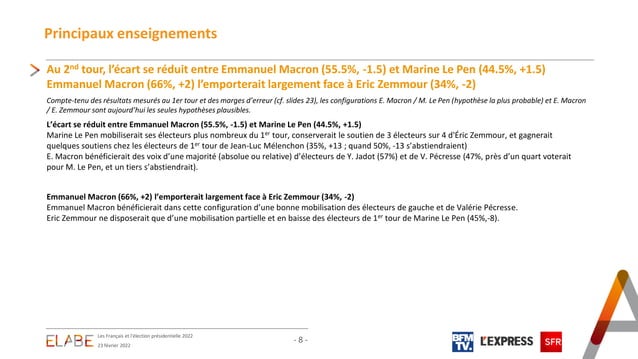 Principaux enseignements
Au 2nd tour, l’écart se réduit entre Emmanuel Macron (55.5%, -1.5) et Marine Le Pen (44.5%, +1.5)
Emmanuel Macron (66%, +2) l’emporterait largement face à Eric Zemmour (34%, -2)
Compte-tenu des résultats mesurés au 1er tour et des marges d’erreur (cf. slides 23), les configurations E. Macron / M. Le Pen (hypothèse la plus probable) et E. Macron
/ E. Zemmour sont aujourd’hui les seules hypothèses plausibles.
L’écart se réduit entre Emmanuel Macron (55.5%, -1.5) et Marine Le Pen (44.5%, +1.5)
Marine Le Pen mobiliserait ses électeurs plus nombreux du 1er tour, conserverait le soutien de 3 électeurs sur 4 d’Éric Zemmour, et gagnerait
quelques soutiens chez les électeurs de 1er tour de Jean-Luc Mélenchon (35%, +13 ; quand 50%, -13 s’abstiendraient)
E. Macron bénéficierait des voix d’une majorité (absolue ou relative) d’électeurs de Y. Jadot (57%) et de V. Pécresse (47%, près d’un quart voterait
pour M. Le Pen, et un tiers s’abstiendrait).
Emmanuel Macron (66%, +2) l’emporterait largement face à Eric Zemmour (34%, -2)
Emmanuel Macron bénéficierait dans cette configuration d’une bonne mobilisation des électeurs de gauche et de Valérie Pécresse.
Eric Zemmour ne disposerait que d’une mobilisation partielle et en baisse des électeurs de 1er tour de Marine Le Pen (45%,-8).
ELABE
Les Français et l’élection présidentielle 2022
23 février 2022
- 8 -
BFM
TV.
L’EXPRESS
SFR